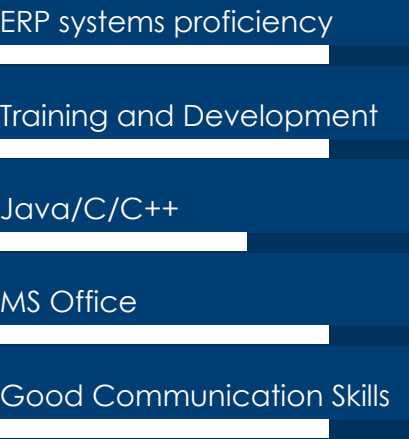 ERP systems proficiency
Training and Development
Java/C/C++
MS Office
Good Communication Skills